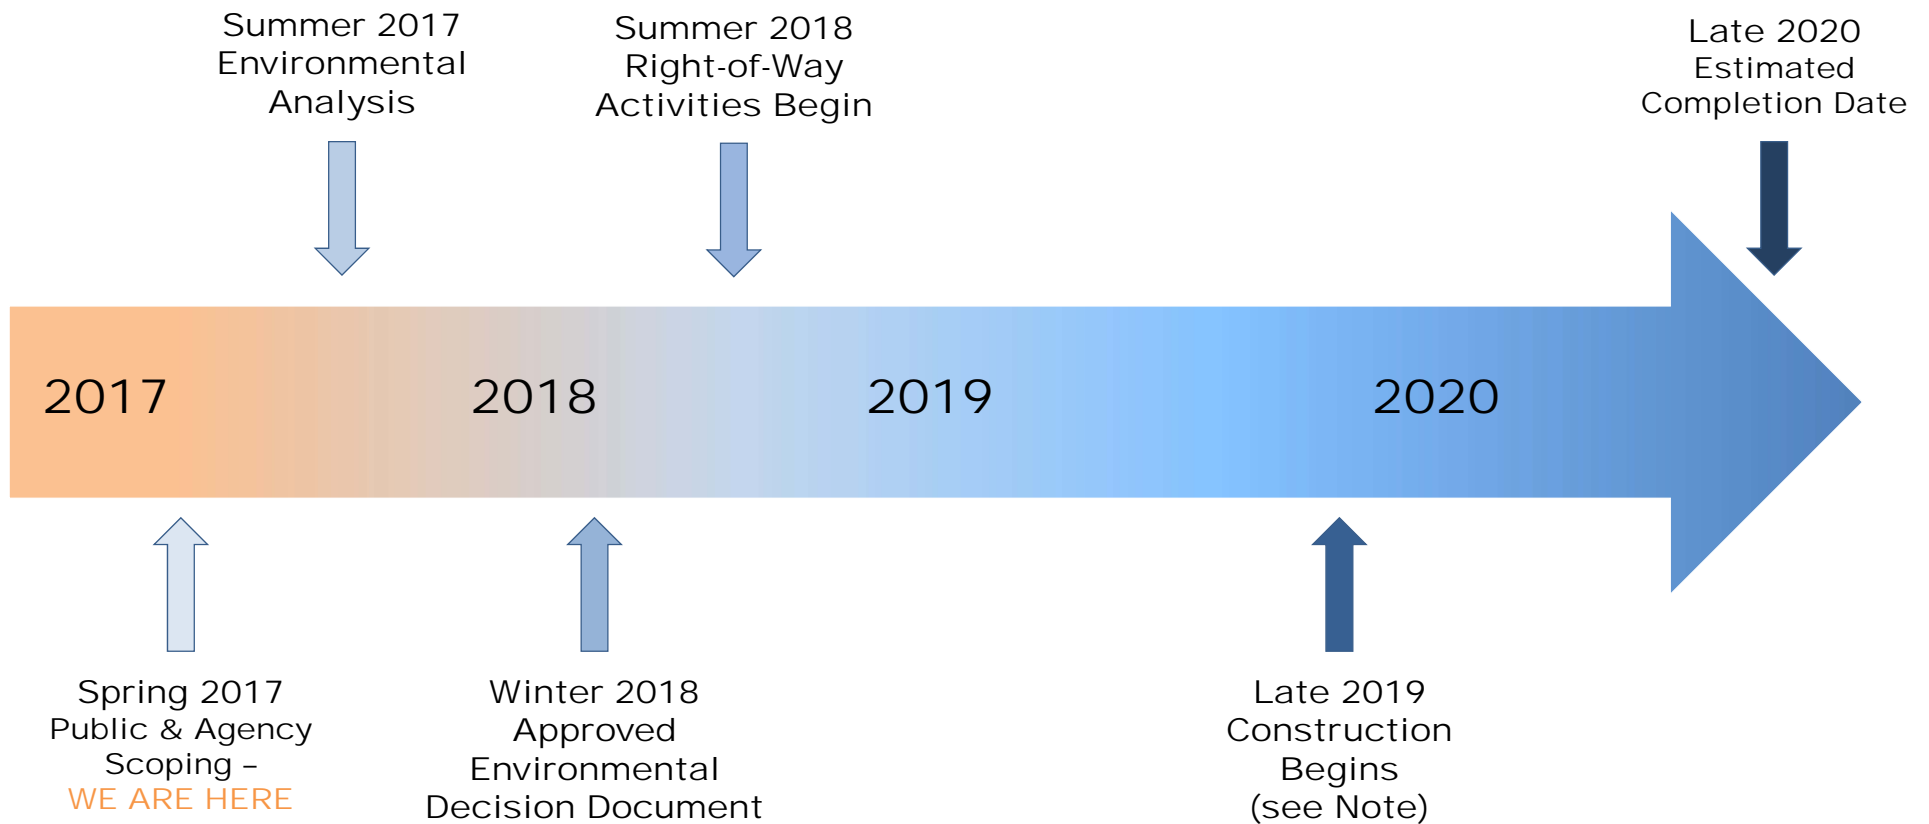 Summer 2017
Environmental
Analysis
Summer 2018
Right-of-Way
Activities Begin
Late 2020
Estimated
Completion Date
2017
2018
2019
2020
Spring 2017
Public & Agency
Scoping –
WE ARE HERE
Winter 2018
Approved
Environmental
Decision Document
Late 2019
Construction
Begins
(see Note)